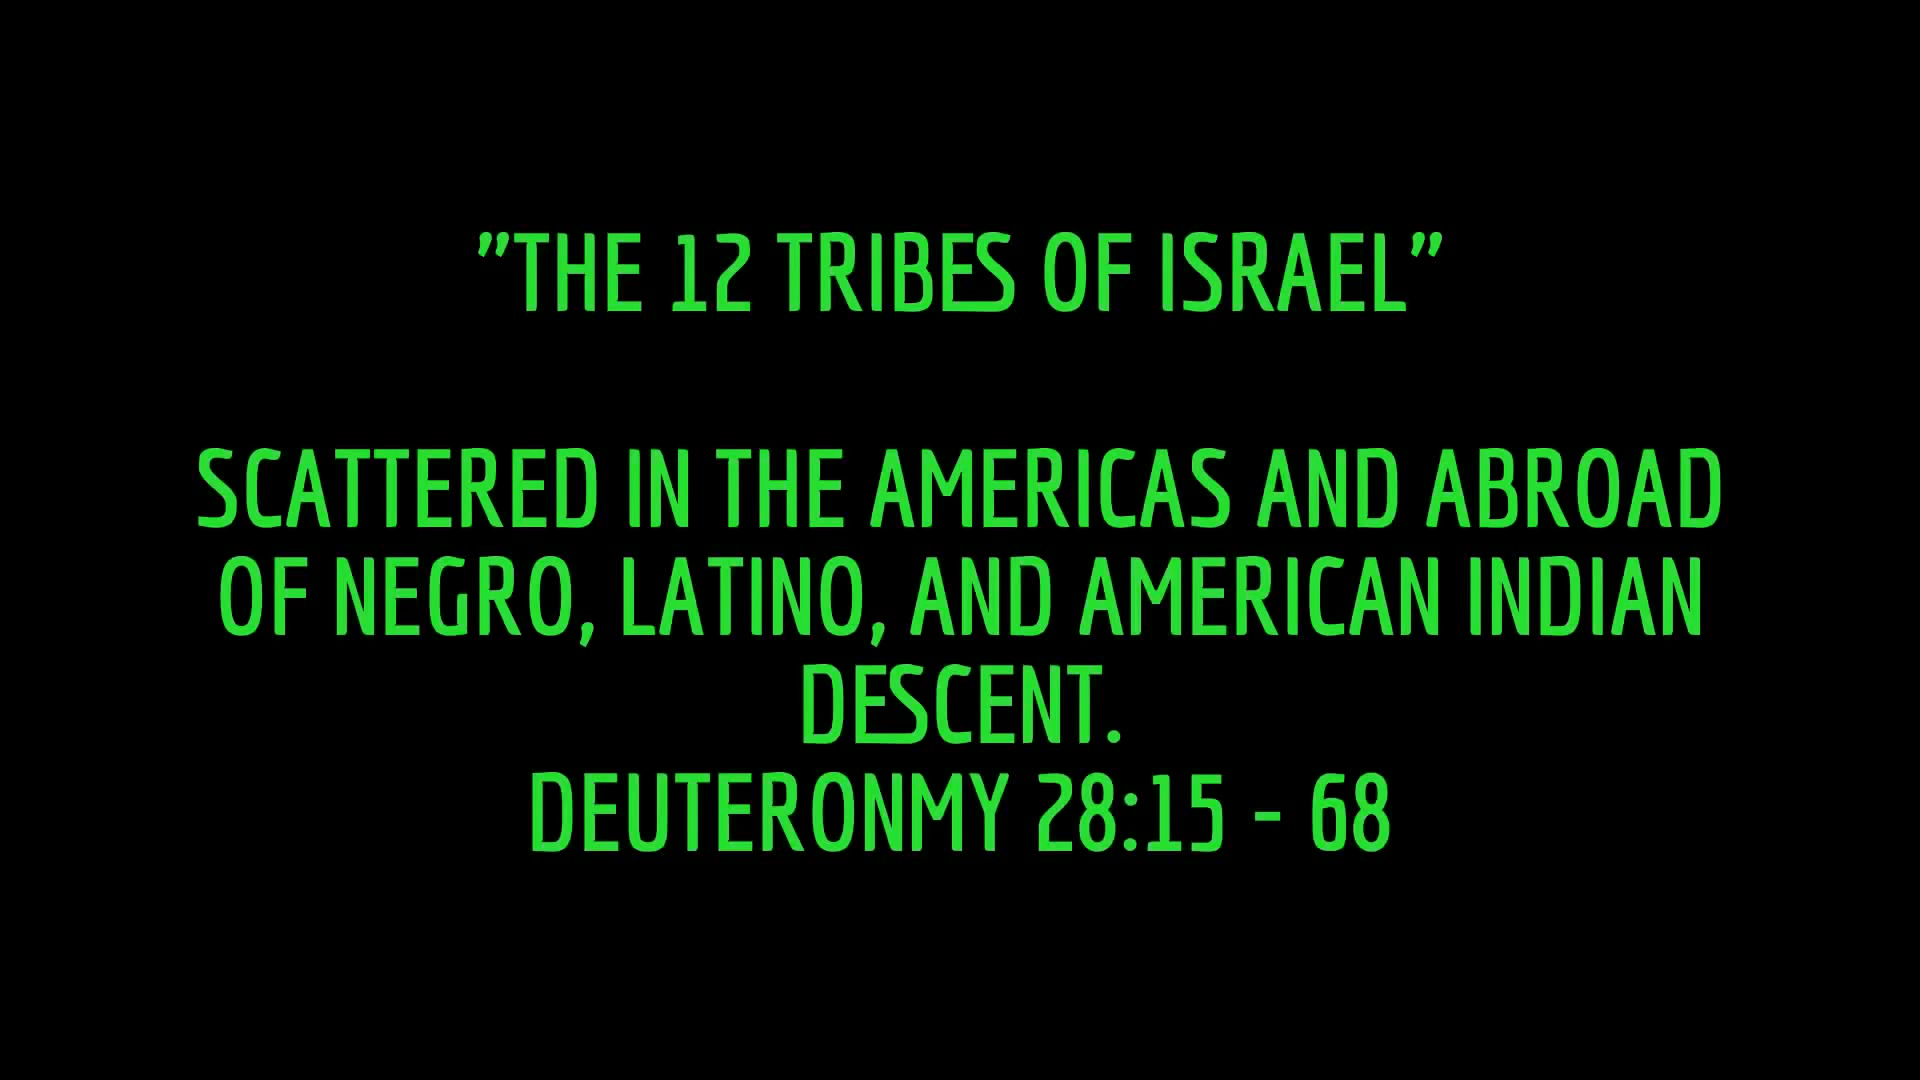 "THE 12 TRIBES OF ISRAEL"
SCATTERED IN THE AMERICAS AND ABROAD
OF NEGRO, LATINO, AND AMERICAN INDIAN
DESCENT.
DEUTERONMY 28:15 - 68